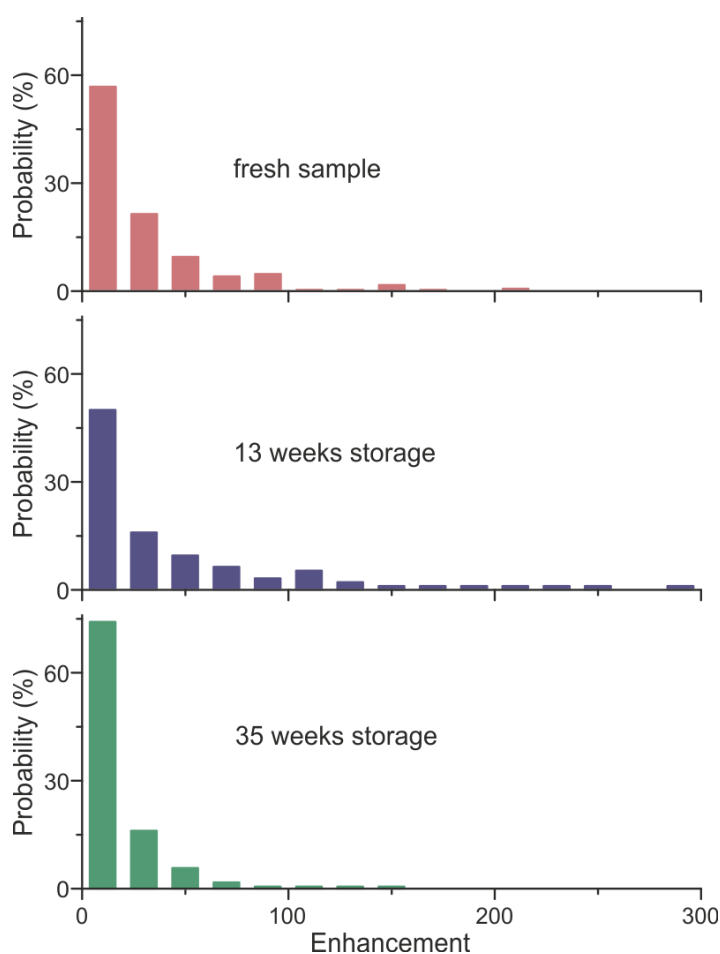 Probability (%)
60
30
0
fresh sample
Probability (%)
60
30
0
13 weeks storage
Probability (%)
60
30
0
35 weeks storage
0 100 200 300
Enhancement